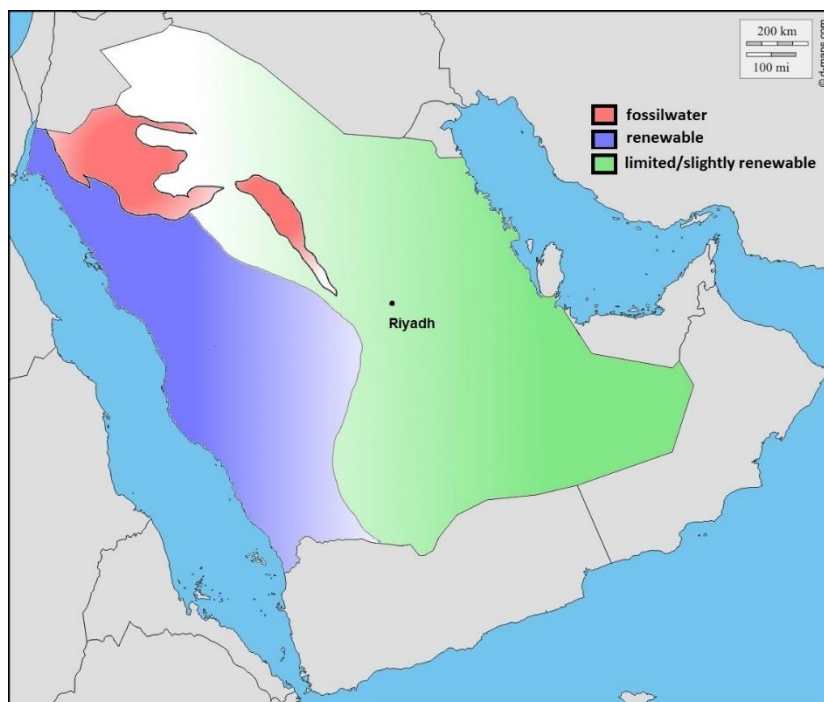 200 km
100 mi
© d-maps.com
fossilwater
renewable
limited/slightly renewable
Riyadh